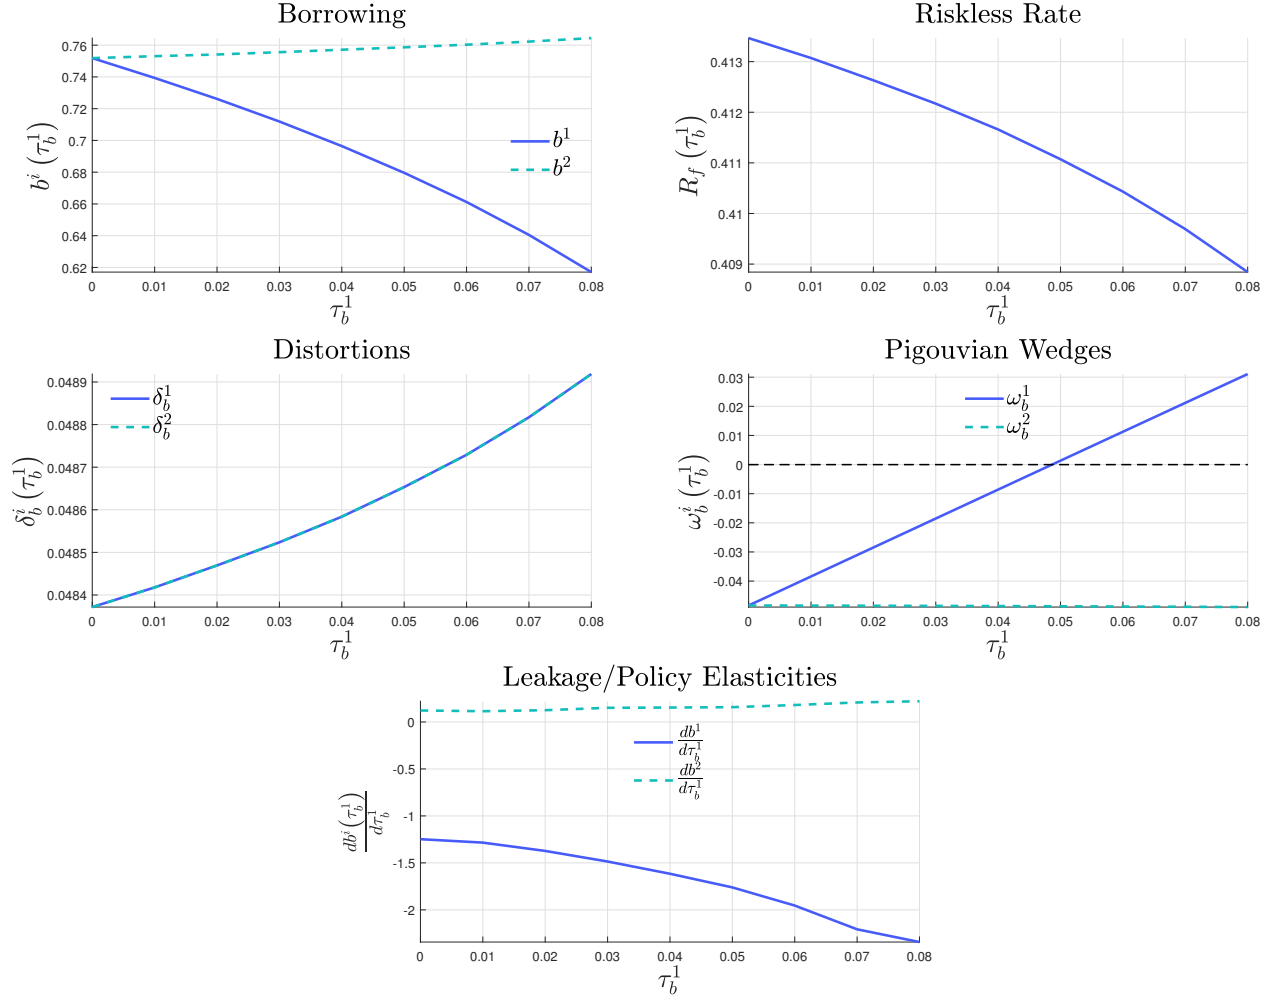 Borrowing
b^i (τ_b^1)
0.76
0.74
0.72
0.7
0.68
0.66
0.64
0.62
b^1
b^2
0 0.01 0.02 0.03 0.04 0.05 0.06 0.07 0.08
τ_b^1
Riskless Rate
R_f (τ_b^1)
0.413
0.412
0.411
0.41
0.409
0 0.01 0.02 0.03 0.04 0.05 0.06 0.07 0.08
τ_b^1
Distortions
δ_b^i (τ_b^1)
0.0489
0.0488
0.0487
0.0486
0.0485
0.0484
δ_b^1
δ_b^2
0 0.01 0.02 0.03 0.04 0.05 0.06 0.07 0.08
τ_b^1
Pigouvian Wedges
ω_b^i (τ_b^1)
0.03
0.02
0.01
0
-0.01
-0.02
-0.03
-0.04
ω_b^1
ω_b^2
0 0.01 0.02 0.03 0.04 0.05 0.06 0.07 0.08
τ_b^1
Leakage/Policy Elasticities
db^i(τ_b^1)/dτ_b^1
0
-0.5
-1
-1.5
-2
db^1/dτ_b^1
db^2/dτ_b^1
0 0.01 0.02 0.03 0.04 0.05 0.06 0.07 0.08
τ_b^1